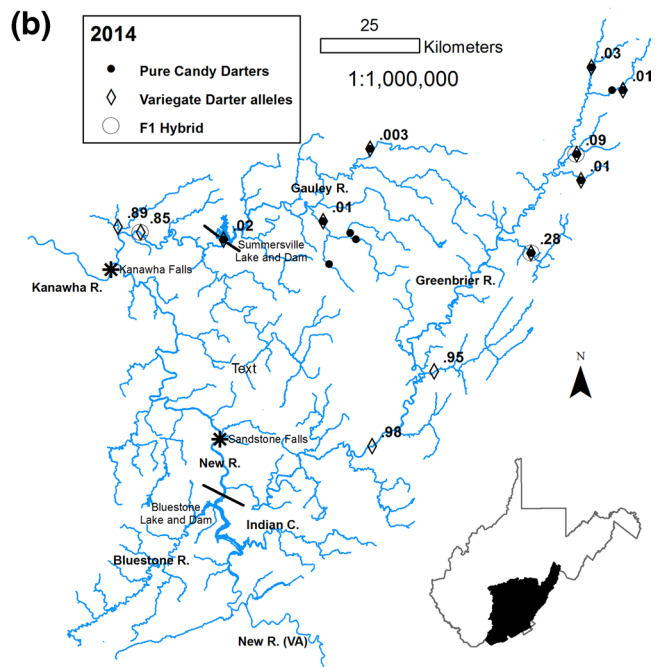 (b)
2014
Pure Candy Darters
Variegate Darter alleles
F1 Hybrid
25
Kilometers
1:1,000,000
.03
.01
.09
.01
.003
Gauley R.
.01
.28
.89
.85
.02
Summersville
Lake and Dam
Kanawha Falls
Kanawha R.
Greenbrier R.
Text
.95
N
.98
Sandstone Falls
New R.
Bluestone
Lake and Dam
Indian C.
Bluestone R.
New R. (VA)